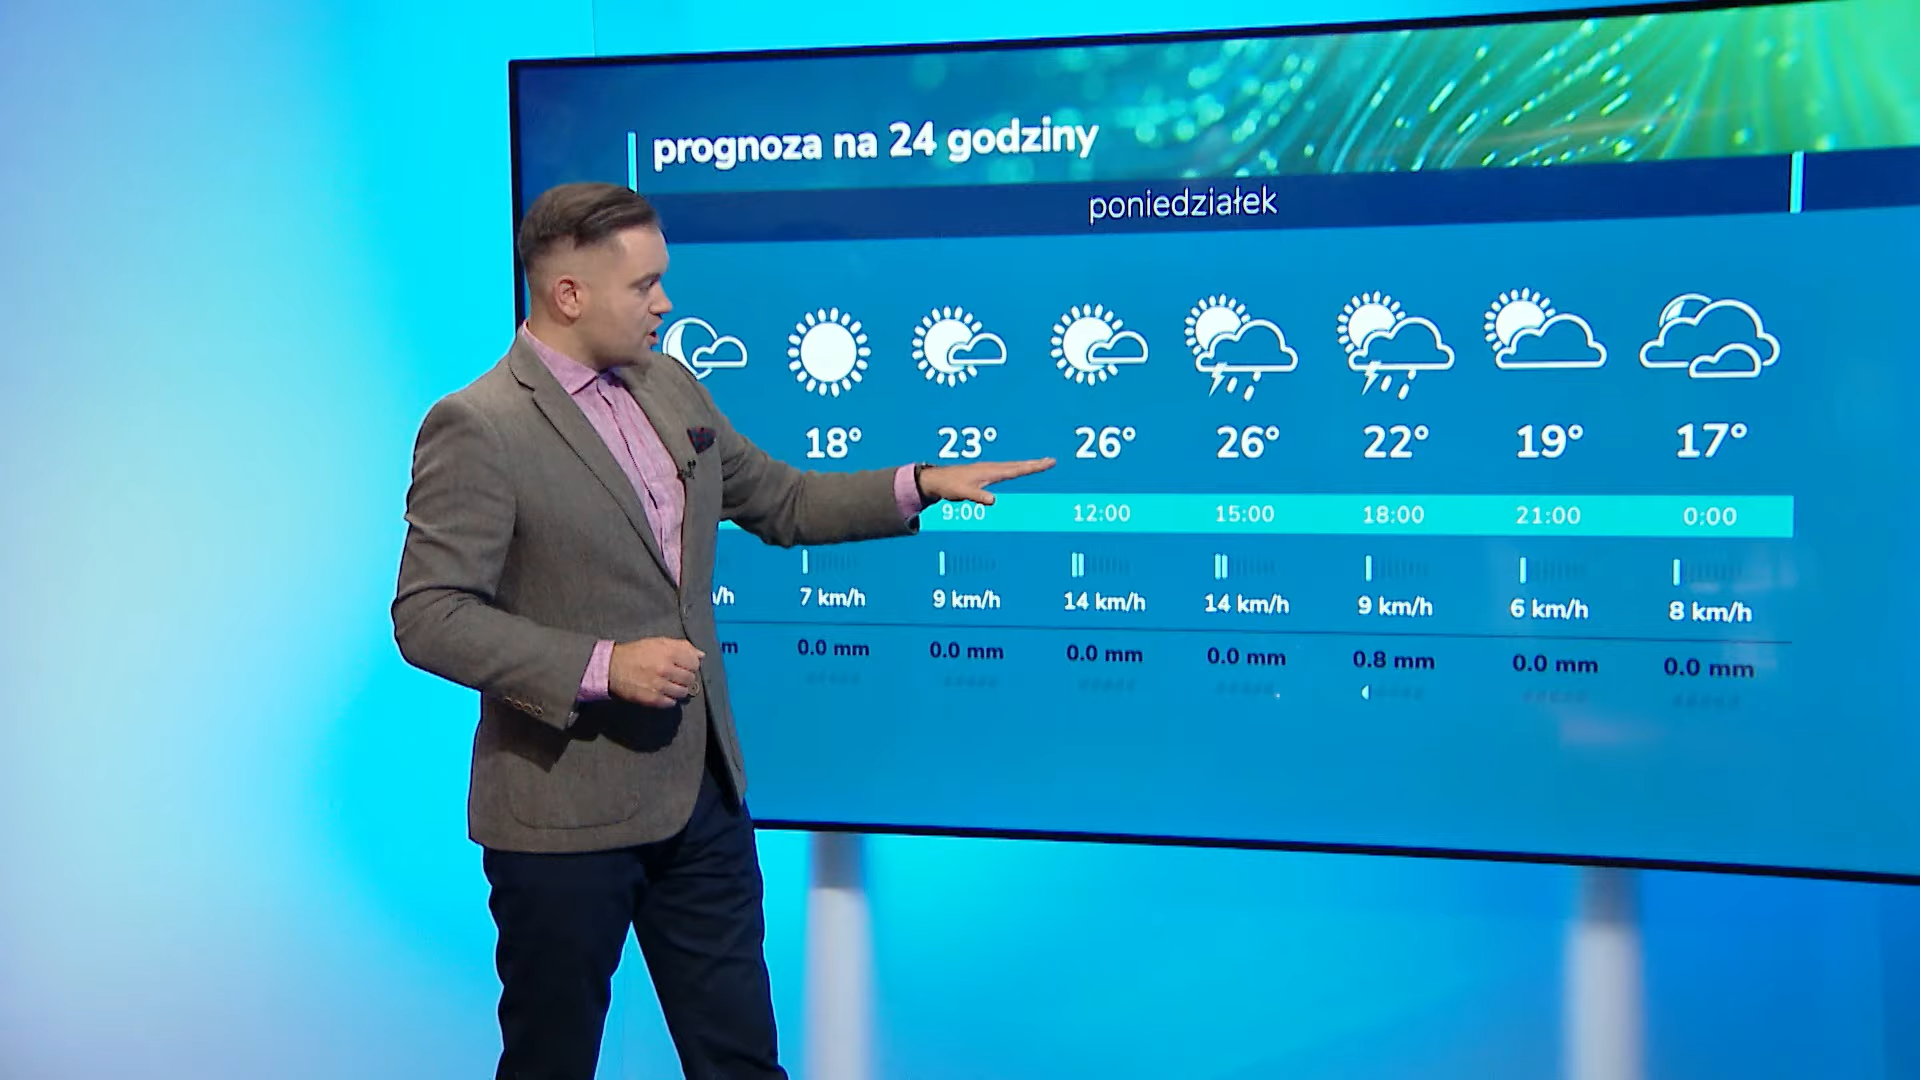 prognoza na 24 godziny
poniedziałek
18° 23° 26° 26° 22° 19° 17°
9:00 12:00 15:00 18:00 21:00 0:00
/h 7 km/h 9 km/h 14 km/h 14 km/h 9 km/h 6 km/h 8 km/h
m 0.0 mm 0.0 mm 0.0 mm 0.0 mm 0.8 mm 0.0 mm 0.0 mm